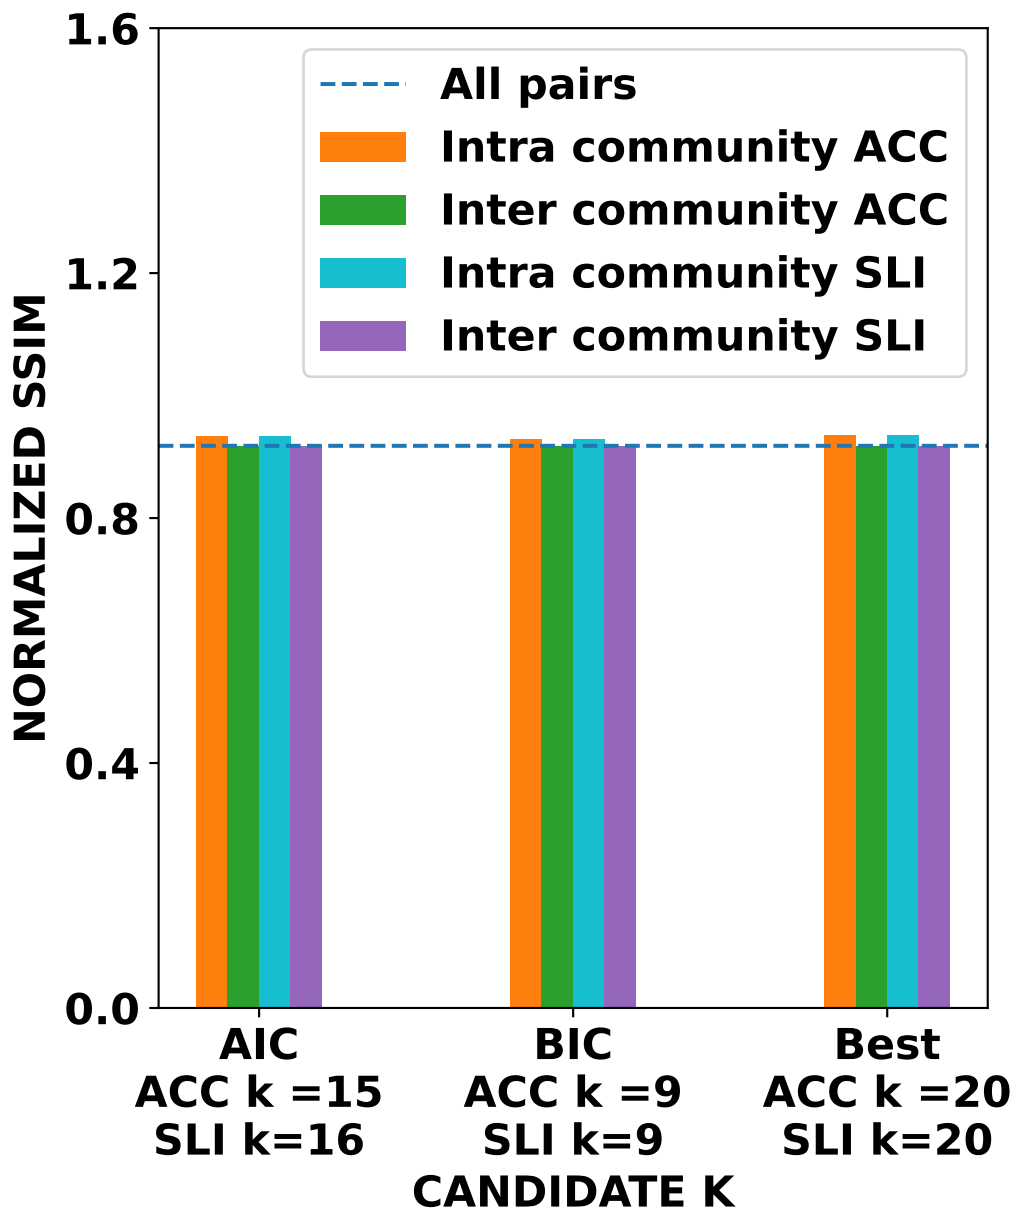 1.6
1.2
0.8
0.4
0.0
NORMALIZED SSIM
All pairs
Intra community ACC
Inter community ACC
Intra community SLI
Inter community SLI
AIC
ACC k =15
SLI k=16
BIC
ACC k =9
SLI k=9
Best
ACC k =20
SLI k=20
CANDIDATE K